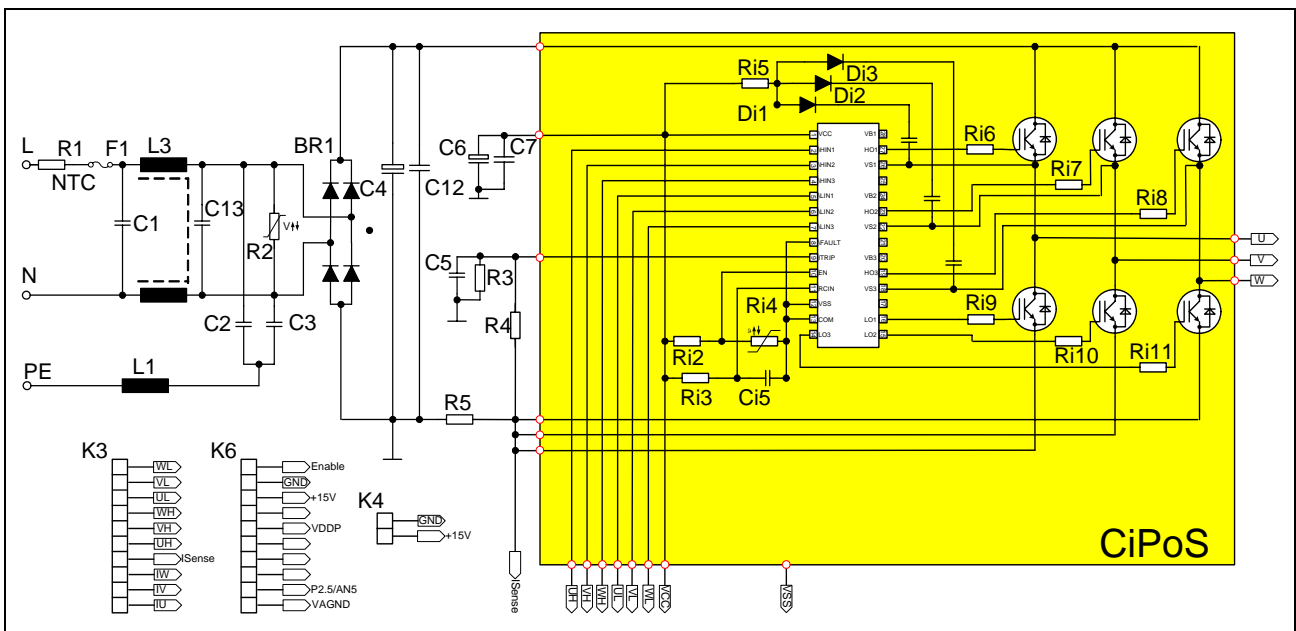 L
R1
NTC
F1
L3
C1
C13
R2
V
N
C2
C3
PE
L1
BR1
C4
C12
C6
C7
C5
R3
R4
R5
Ri5
Di3
Di2
Di1
VCC
HIN1
HIN2
HIN3
LIN1
LIN2
LIN3
FAULT
ITRIP
EN
RCIN
VSS
COM
LO3
VB1
HO1
VS1
VB2
HO2
VS2
VB3
HO3
VS3
LO1
LO2
Ri6
Ri7
Ri8
Ri4
Ri9
Ri10
Ri11
Ri2
Ri3
Ci5
U
V
W
CiPoS
K3
WL
VL
UL
WH
VH
UH
ISense
IW
IV
IU
K6
Enable
GND
+15V
VDDP
P2.5/AN5
VAGND
K4
GND
+15V
ISense
UH
VH
WH
UL
VL
WL
VCC
VSS